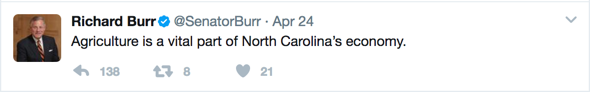 Richard Burr @SenatorBurr · Apr 24
Agriculture is a vital part of North Carolina's economy.
138 8 21